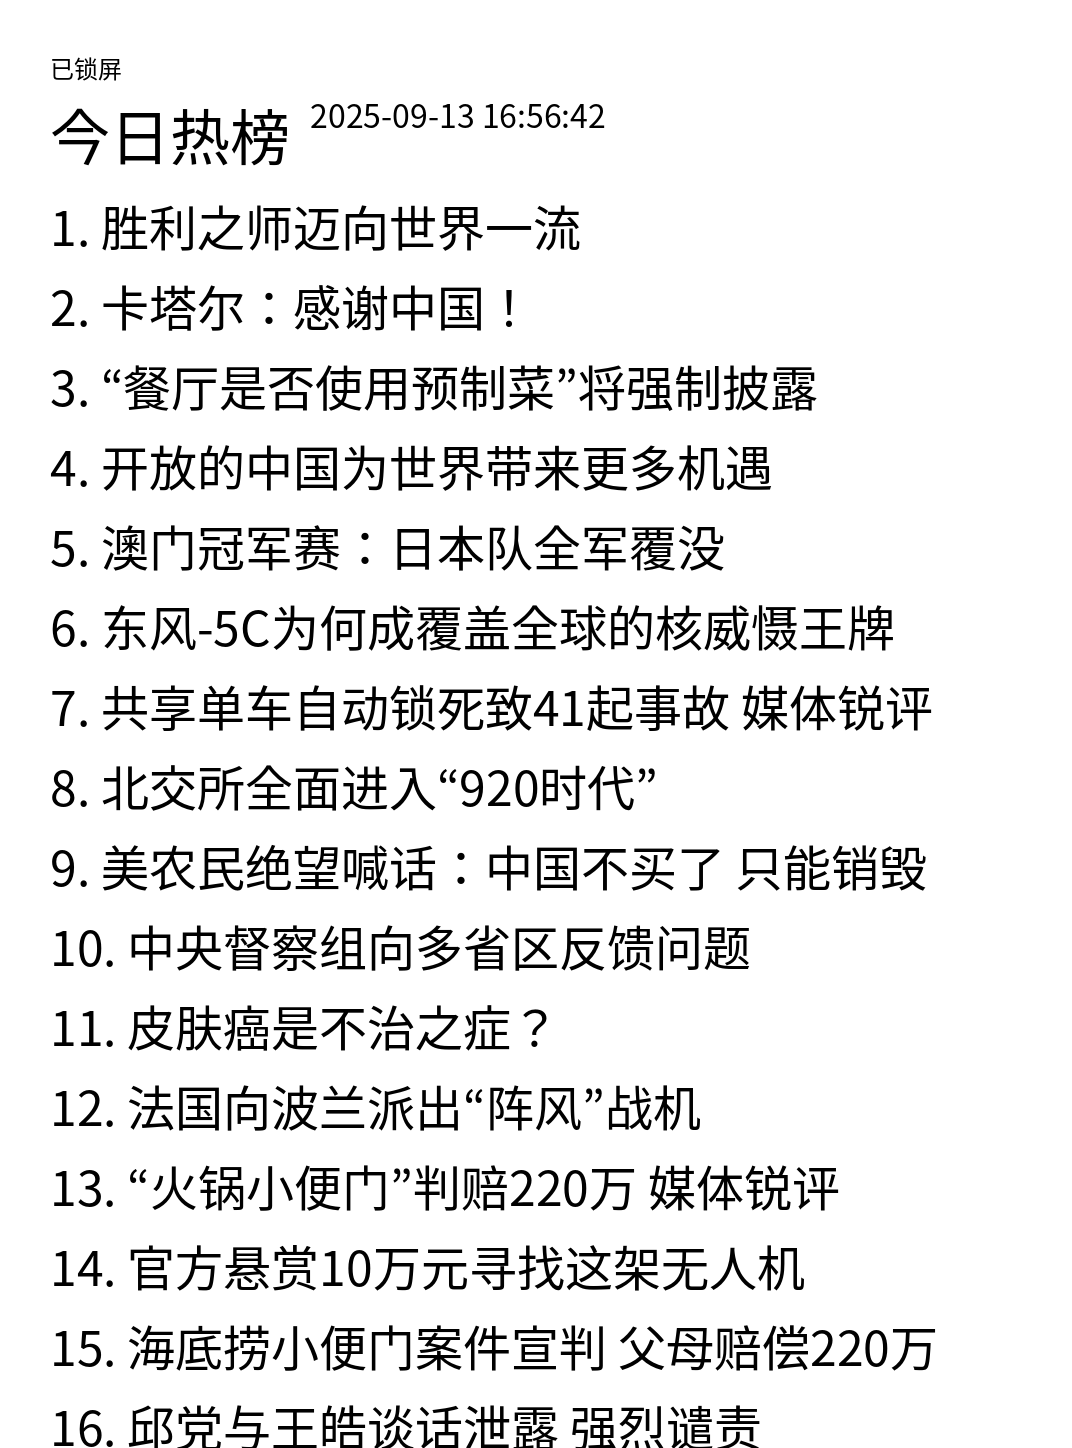 已锁屏
今日热榜 2025-09-13 16:56:42
1. 胜利之师迈向世界一流
2. 卡塔尔：感谢中国！
3. “餐厅是否使用预制菜”将强制披露
4. 开放的中国为世界带来更多机遇
5. 澳门冠军赛：日本队全军覆没
6. 东风-5C为何成覆盖全球的核威慑王牌
7. 共享单车自动锁死致41起事故 媒体锐评
8. 北交所全面进入“920时代”
9. 美农民绝望喊话：中国不买了 只能销毁
10. 中央督察组向多省区反馈问题
11. 皮肤癌是不治之症？
12. 法国向波兰派出“阵风”战机
13. “火锅小便门”判赔220万 媒体锐评
14. 官方悬赏10万元寻找这架无人机
15. 海底捞小便门案件宣判 父母赔偿220万
16. 邱党与王皓谈话泄露 强烈谴责